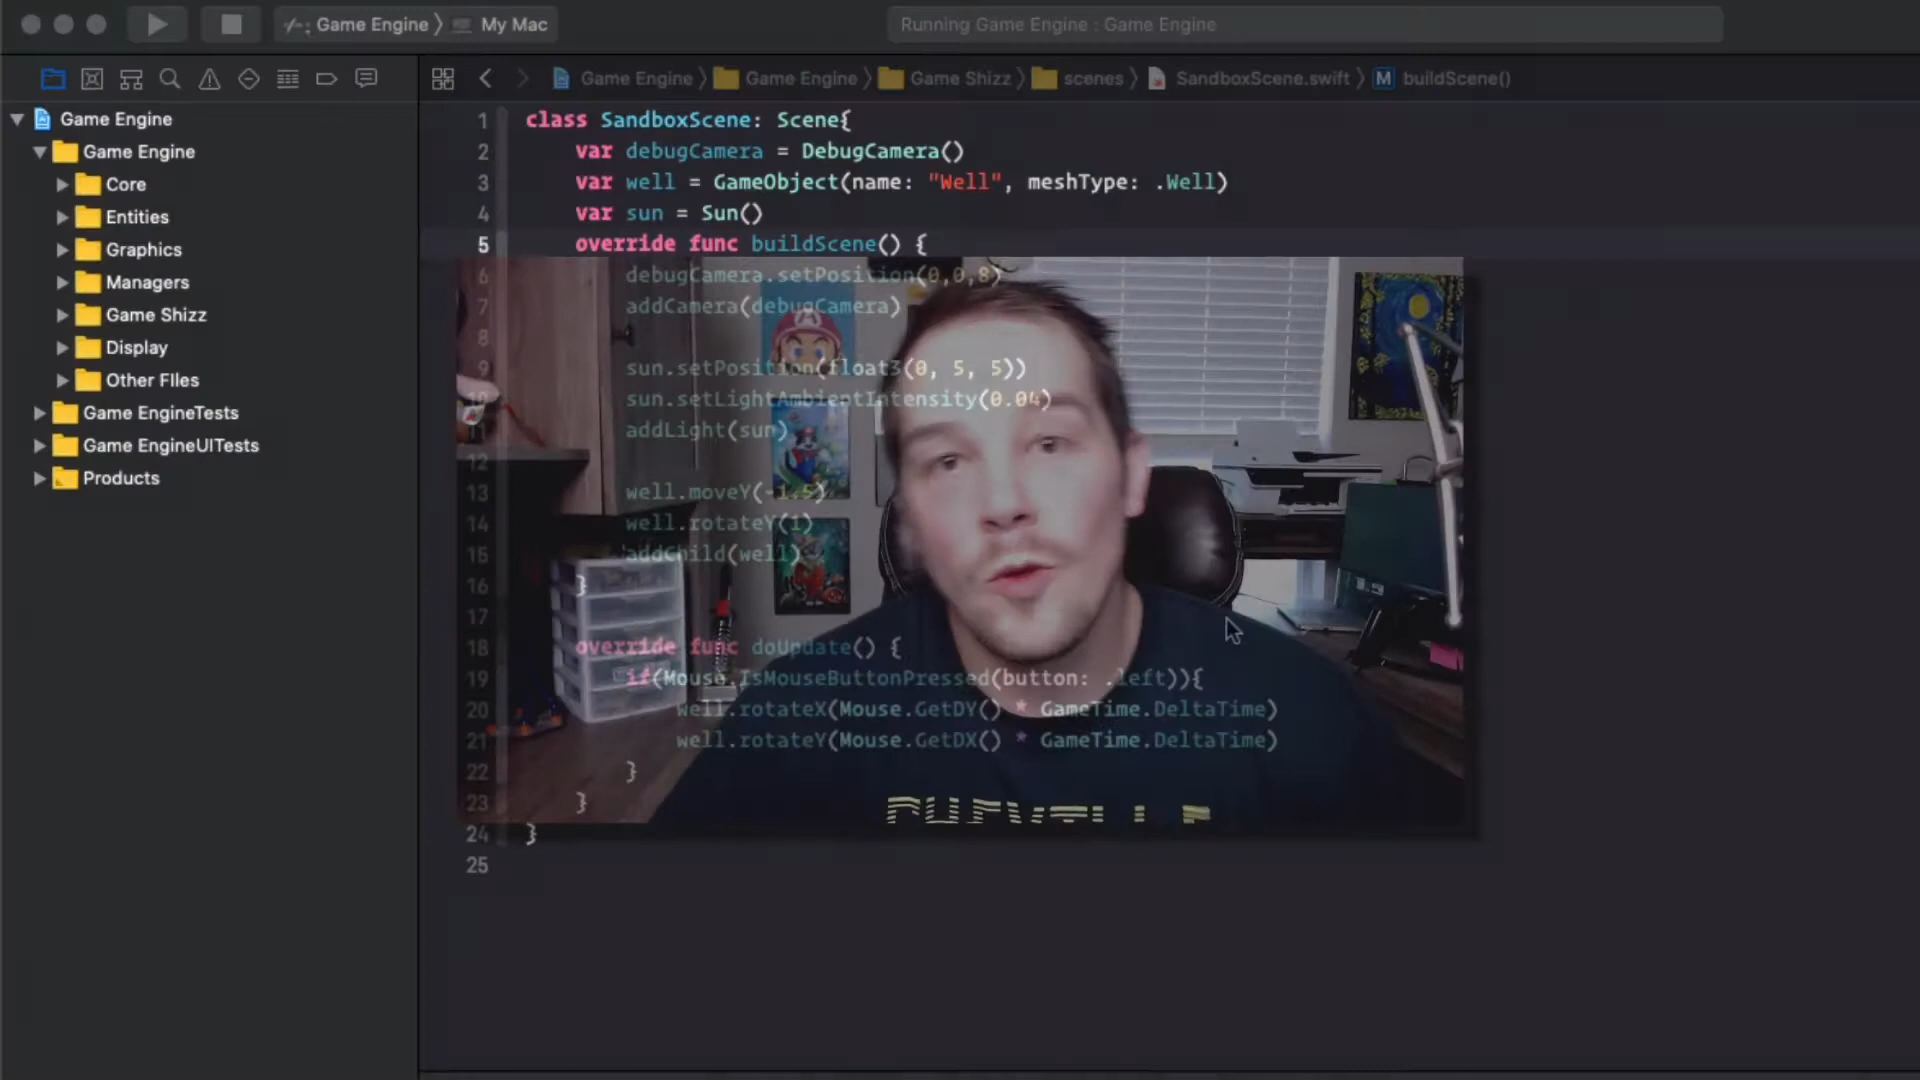 Game Engine
My Mac
Running Game Engine : Game Engine
Game Engine
Game Engine
Game Shizz
scenes
SandboxScene.swift
M
buildScene()
Game Engine
Game Engine
Core
Entities
Graphics
Managers
Game Shizz
Display
Other FIles
Game EngineTests
Game EngineUITests
Products
1 class SandboxScene: Scene{
2 var debugCamera = DebugCamera()
3 var well = GameObject(name: "Well", meshType: .Well)
4 var sun = Sun()
5 override func buildScene() {
6 debugCamera.setPosition(0,0,8)
7 addCamera(debugCamera)
8
9 sun.setPosition(float3(0, 5, 5))
10 sun.setLightAmbientIntensity(0.04)
11 addLight(sun)
12
13 well.moveY(-1.5)
14 well.rotateY(1)
15 addChild(well)
16 }
17
18 override func doUpdate() {
19 if(Mouse.IsMouseButtonPressed(button: .left)){
20 well.rotateX(Mouse.GetDY() * GameTime.DeltaTime)
21 well.rotateY(Mouse.GetDX() * GameTime.DeltaTime)
22 }
23 }
24 }
25